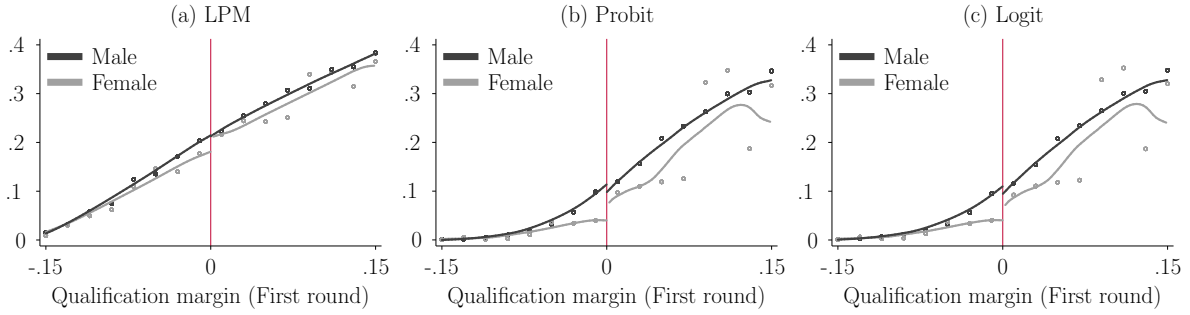 (a) LPM
.4
.3
.2
.1
0
Male
Female
-.15
0
.15
Qualification margin (First round)
(b) Probit
.4
.3
.2
.1
0
Male
Female
-.15
0
.15
Qualification margin (First round)
(c) Logit
.4
.3
.2
.1
0
Male
Female
-.15
0
.15
Qualification margin (First round)